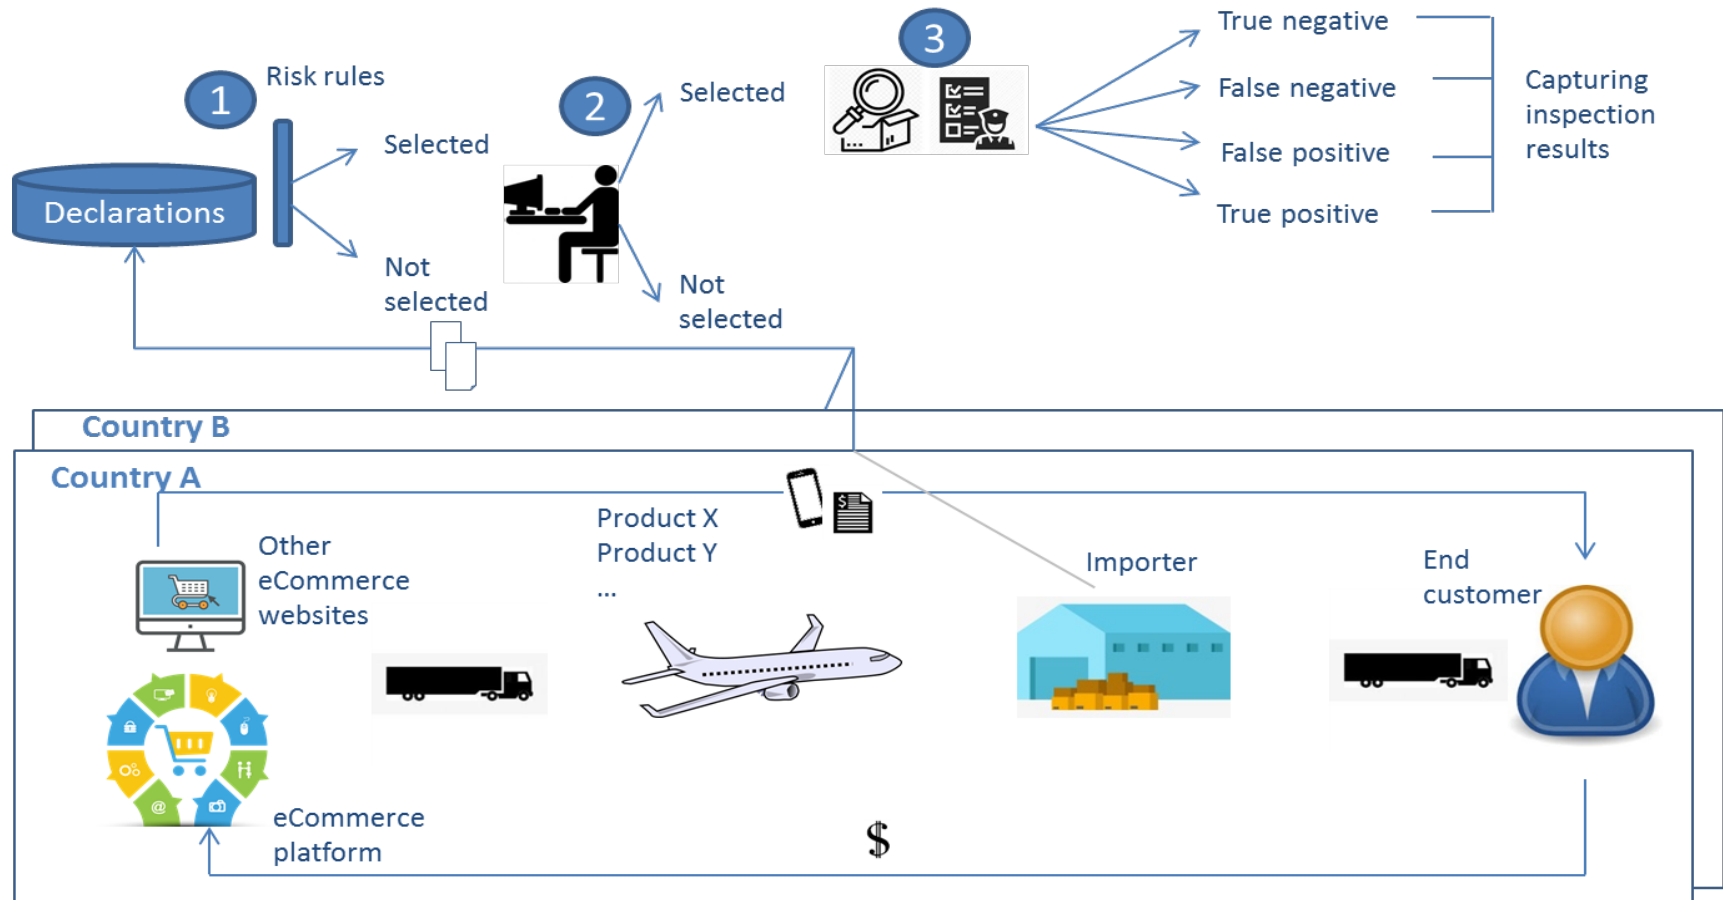 1
Risk rules
Selected
Not
selected
Declarations
2
Selected
Not
selected
3
True negative
False negative
False positive
True positive
Capturing
inspection
results
Country B
Country A
Other
eCommerce
websites
Product X
Product Y
...
$
Importer
End
customer
@
eCommerce
platform
$